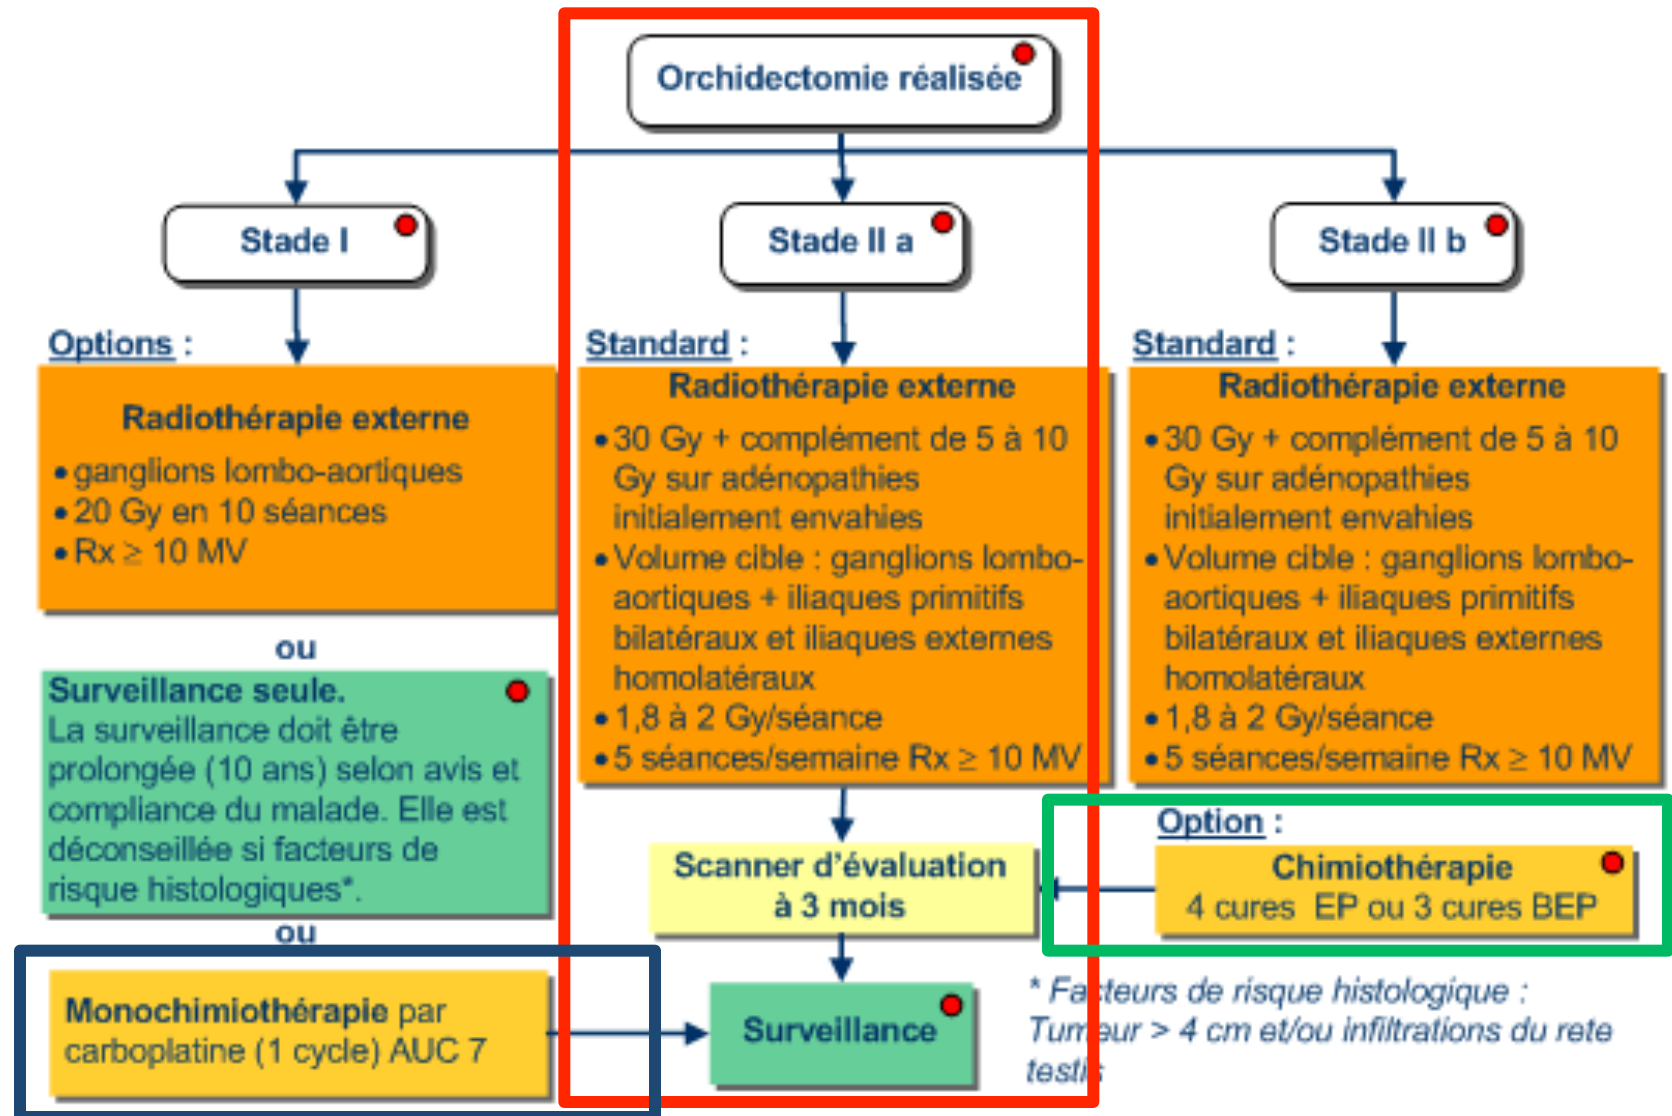 Orchidectomie réalisée
Stade I
Stade II a
Stade II b
Options :
Radiothérapie externe
• ganglions lombo-aortiques
• 20 Gy en 10 séances
• Rx ≥ 10 MV
ou
Surveillance seule.
La surveillance doit être
prolongée (10 ans) selon avis et
compliance du malade. Elle est
déconseillée si facteurs de
risque histologiques*.
ou
Monochimiothérapie par
carboplatine (1 cycle) AUC 7
Standard :
Radiothérapie externe
• 30 Gy + complément de 5 à 10
Gy sur adénopathies
initialement envahies
• Volume cible : ganglions lombo-
aortiques + iliaques primitifs
bilatéraux et iliaques externes
homolatéraux
• 1,8 à 2 Gy/séance
• 5 séances/semaine Rx ≥ 10 MV
Scanner d'évaluation
à 3 mois
Surveillance
Standard :
Radiothérapie externe
• 30 Gy + complément de 5 à 10
Gy sur adénopathies
initialement envahies
• Volume cible : ganglions lombo-
aortiques + iliaques primitifs
bilatéraux et iliaques externes
homolatéraux
• 1,8 à 2 Gy/séance
• 5 séances/semaine Rx ≥ 10 MV
Option :
Chimiothérapie
4 cures EP ou 3 cures BEP
* Facteurs de risque histologique :
Tumeur > 4 cm et/ou infiltrations du rete
testis